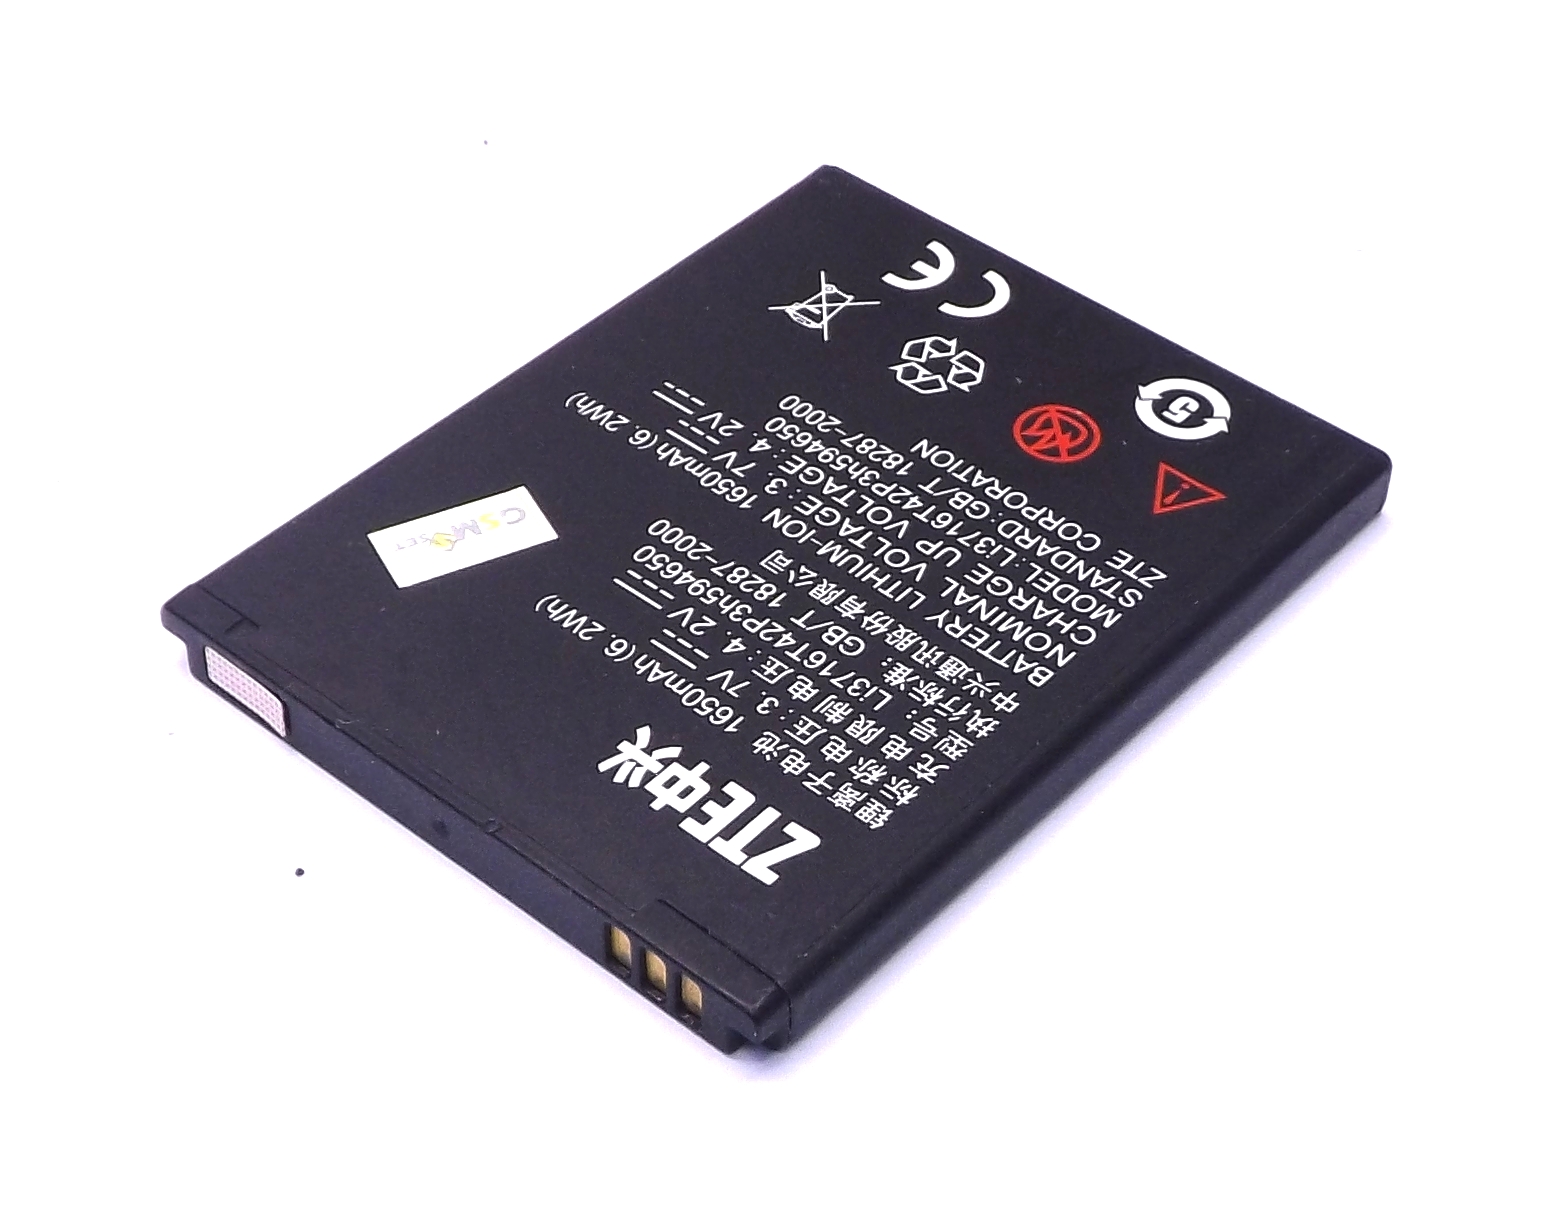 ZTE中兴
锂离子电池 1650mAh(6.2Wh)
标称电压:3.7V
充电限制电压:4.2V
型号:Li3716T42P3h594650
执行标准:GB/T 18287-2000
中兴通讯股份有限公司
BATTERY LITHIUM-ION 1650mAh(6.2Wh)
NOMINAL VOLTAGE:3.7V
CHARGE UP VOLTAGE:4.2V
MODEL:Li3716T42P3h594650
STANDARD:GB/T 18287-2000
ZTE CORPORATION
5
CE
GSM SET